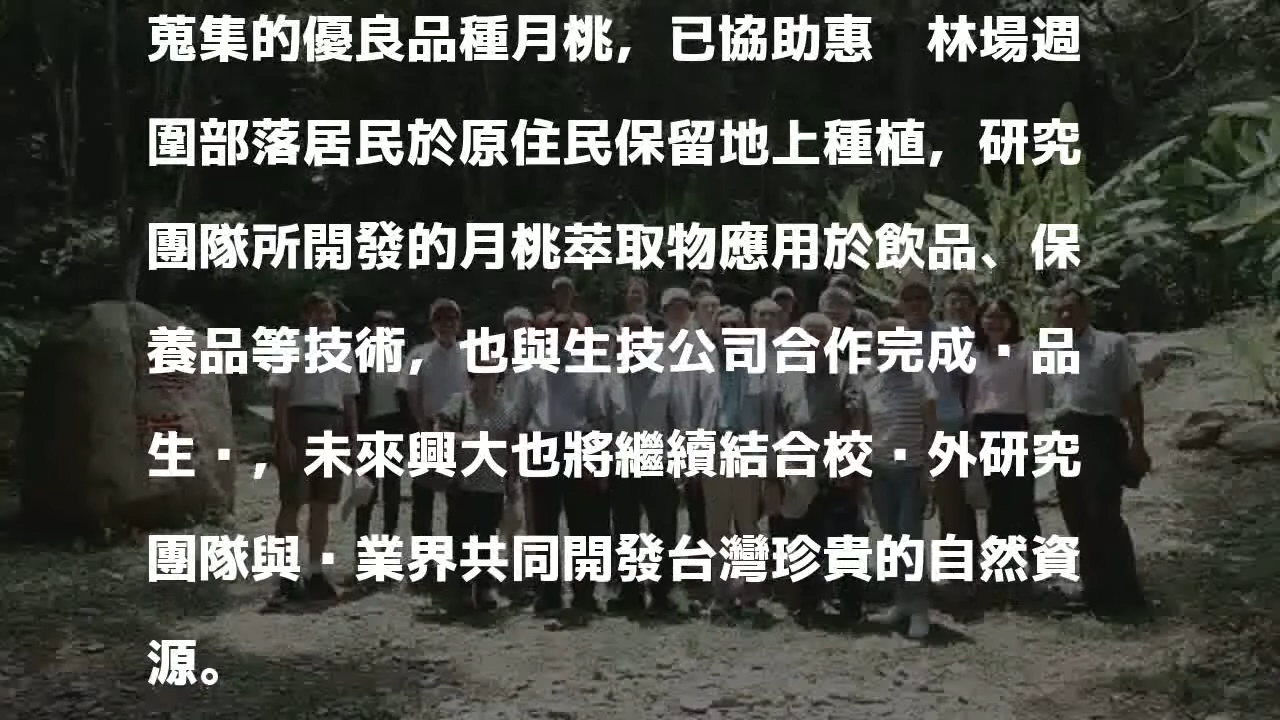 蒐集的優良品種月桃，已協助惠　林場週
圍部落居民於原住民保留地上種植，研究
團隊所開發的月桃萃取物應用於飲品、保
養品等技術，也與生技公司合作完成·品
生·，未來興大也將繼續結合校·外研究
團隊與·業界共同開發台灣珍貴的自然資
源。